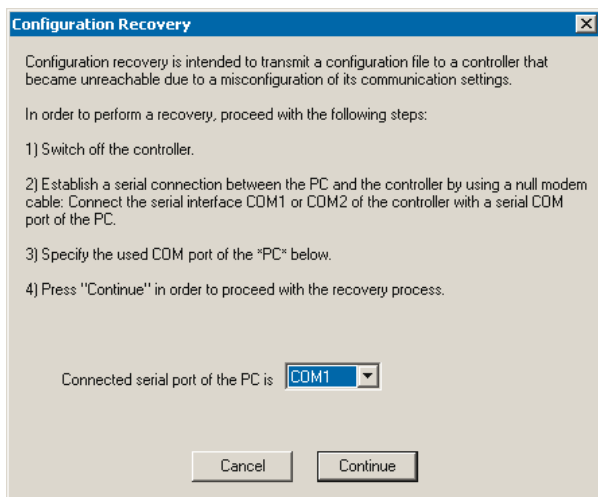 Configuration Recovery
Configuration recovery is intended to transmit a configuration file to a controller that
became unreachable due to a misconfiguration of its communication settings.
In order to perform a recovery, proceed with the following steps:
1) Switch off the controller.
2) Establish a serial connection between the PC and the controller by using a null modem
cable: Connect the serial interface COM1 or COM2 of the controller with a serial COM
port of the PC.
3) Specify the used COM port of the *PC* below.
4) Press "Continue" in order to proceed with the recovery process.
Connected serial port of the PC is COM1
Cancel Continue